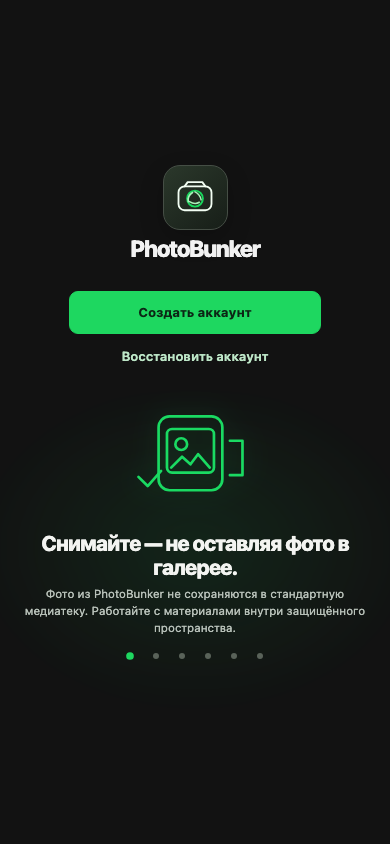 PhotoBunker
Создать аккаунт
Восстановить аккаунт
Снимайте — не оставляя фото в
галерее.
Фото из PhotoBunker не сохраняются в стандартную
медиатеку. Работайте с материалами внутри защищённого
пространства.